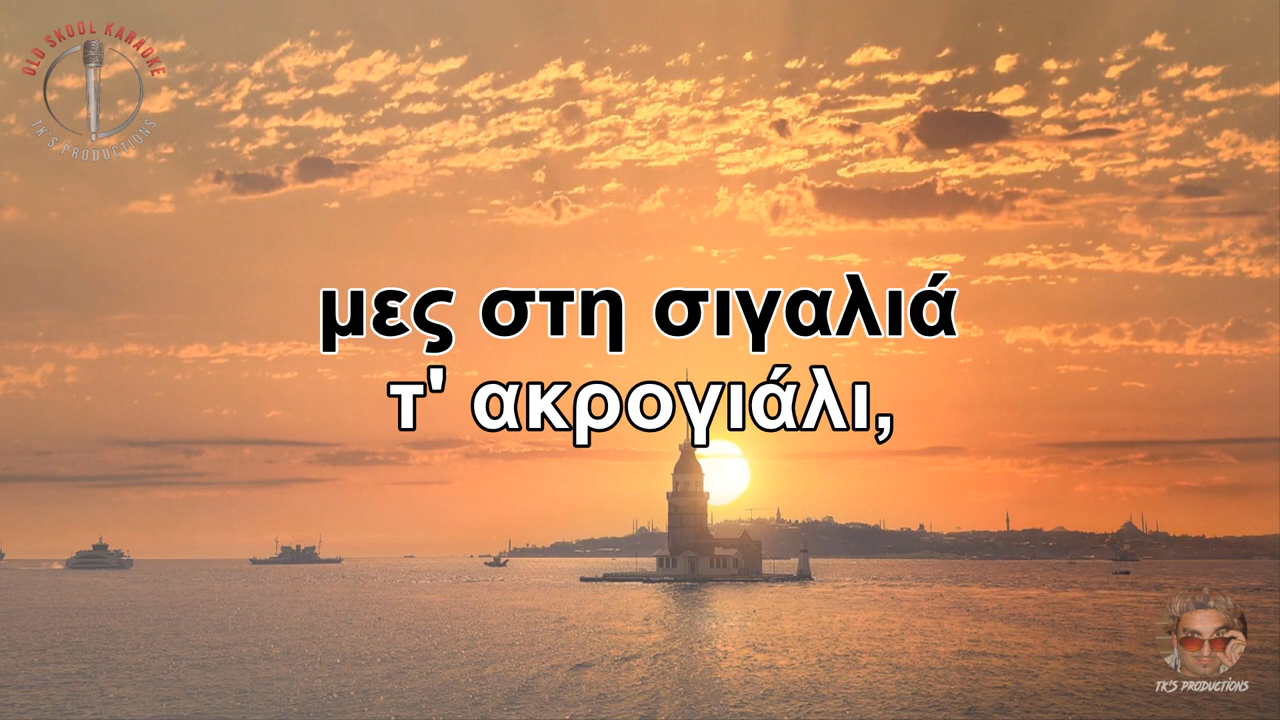 OLD SKOOL KARAOKE
TK'S PRODUCTIONS
μες στη σιγαλιά
τ' ακρογιάλι,
TK'S PRODUCTIONS